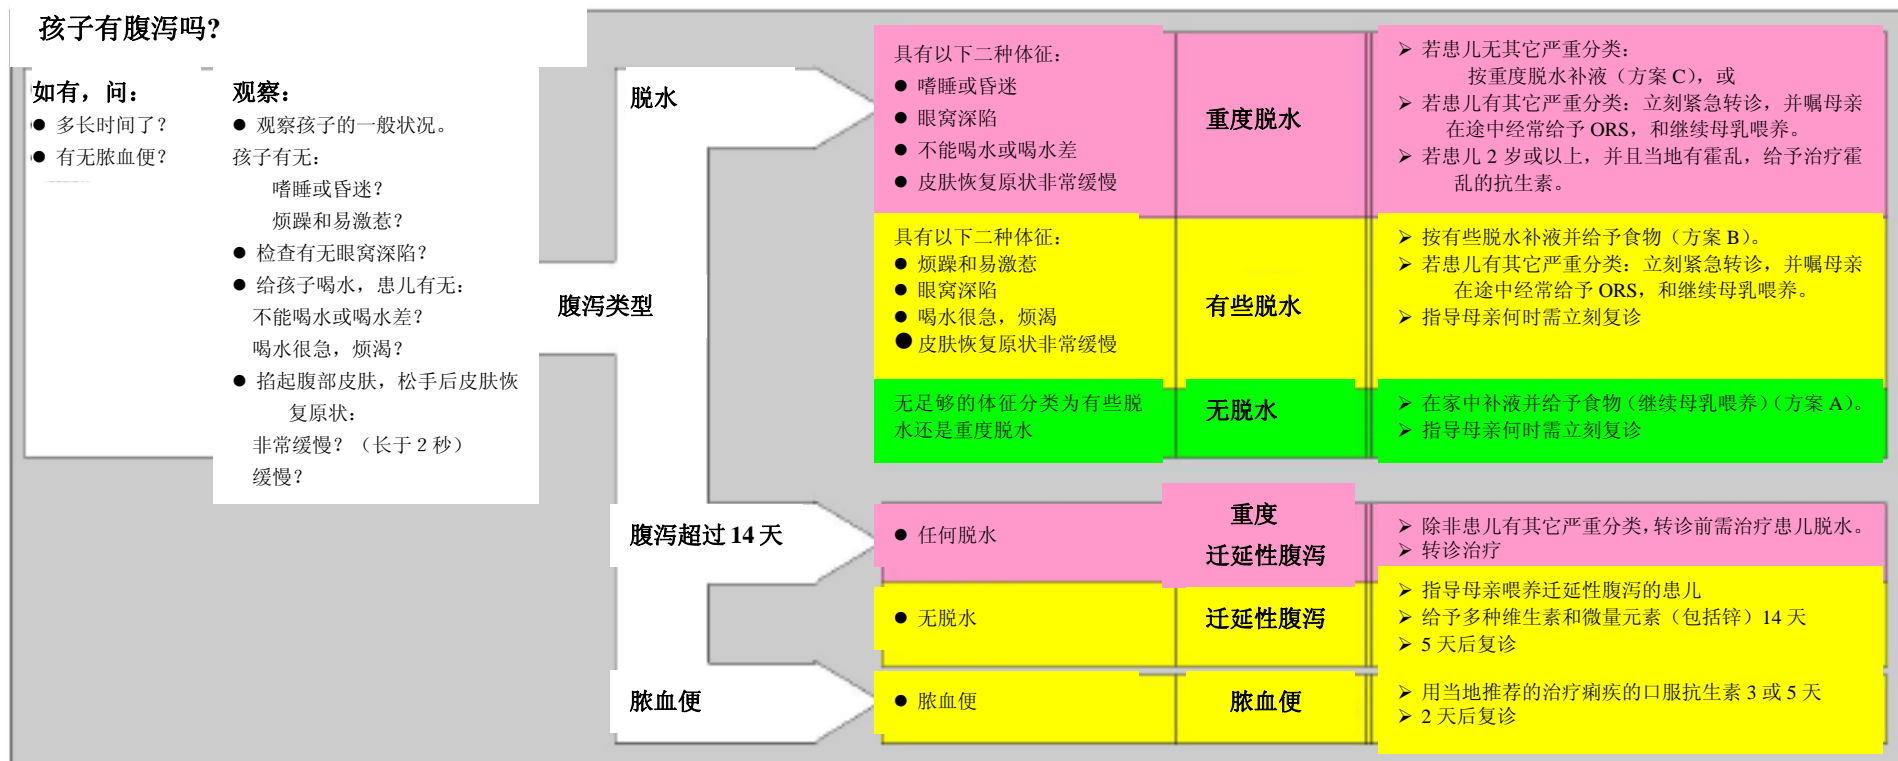 孩子有腹泻吗?
如有，问：
● 多长时间了？
● 有无脓血便？
观察：
● 观察孩子的一般状况。
孩子有无：
嗜睡或昏迷？
烦躁和易激惹？
● 检查有无眼窝深陷？
● 给孩子喝水，患儿有无：
不能喝水或喝水差？
喝水很急，烦渴？
● 掐起腹部皮肤，松手后皮肤恢
复原状：
非常缓慢？（长于 2 秒）
缓慢？
腹泻类型
脱水
具有以下二种体征：
● 嗜睡或昏迷
● 眼窝深陷
● 不能喝水或喝水差
● 皮肤恢复原状非常缓慢
重度脱水
➢ 若患儿无其它严重分类：
按重度脱水补液（方案 C），或
➢ 若患儿有其它严重分类：立刻紧急转诊，并嘱母亲
在途中经常给予 ORS，和继续母乳喂养。
➢ 若患儿 2 岁或以上，并且当地有霍乱，给予治疗霍
乱的抗生素。
具有以下二种体征：
● 烦躁和易激惹
● 眼窝深陷
● 喝水很急，烦渴
● 皮肤恢复原状非常缓慢
有些脱水
➢ 按有些脱水补液并给予食物（方案 B）。
➢ 若患儿有其它严重分类：立刻紧急转诊，并嘱母亲
在途中经常给予 ORS，和继续母乳喂养。
➢ 指导母亲何时需立刻复诊
无足够的体征分类为有些脱
水还是重度脱水
无脱水
➢ 在家中补液并给予食物（继续母乳喂养）（方案 A）。
➢ 指导母亲何时需立刻复诊
腹泻超过 14 天
● 任何脱水
重度
迁延性腹泻
➢ 除非患儿有其它严重分类，转诊前需治疗患儿脱水。
➢ 转诊治疗
● 无脱水
迁延性腹泻
➢ 指导母亲喂养迁延性腹泻的患儿
➢ 给予多种维生素和微量元素（包括锌）14 天
➢ 5 天后复诊
脓血便
● 脓血便
脓血便
➢ 用当地推荐的治疗痢疾的口服抗生素 3 或 5 天
➢ 2 天后复诊